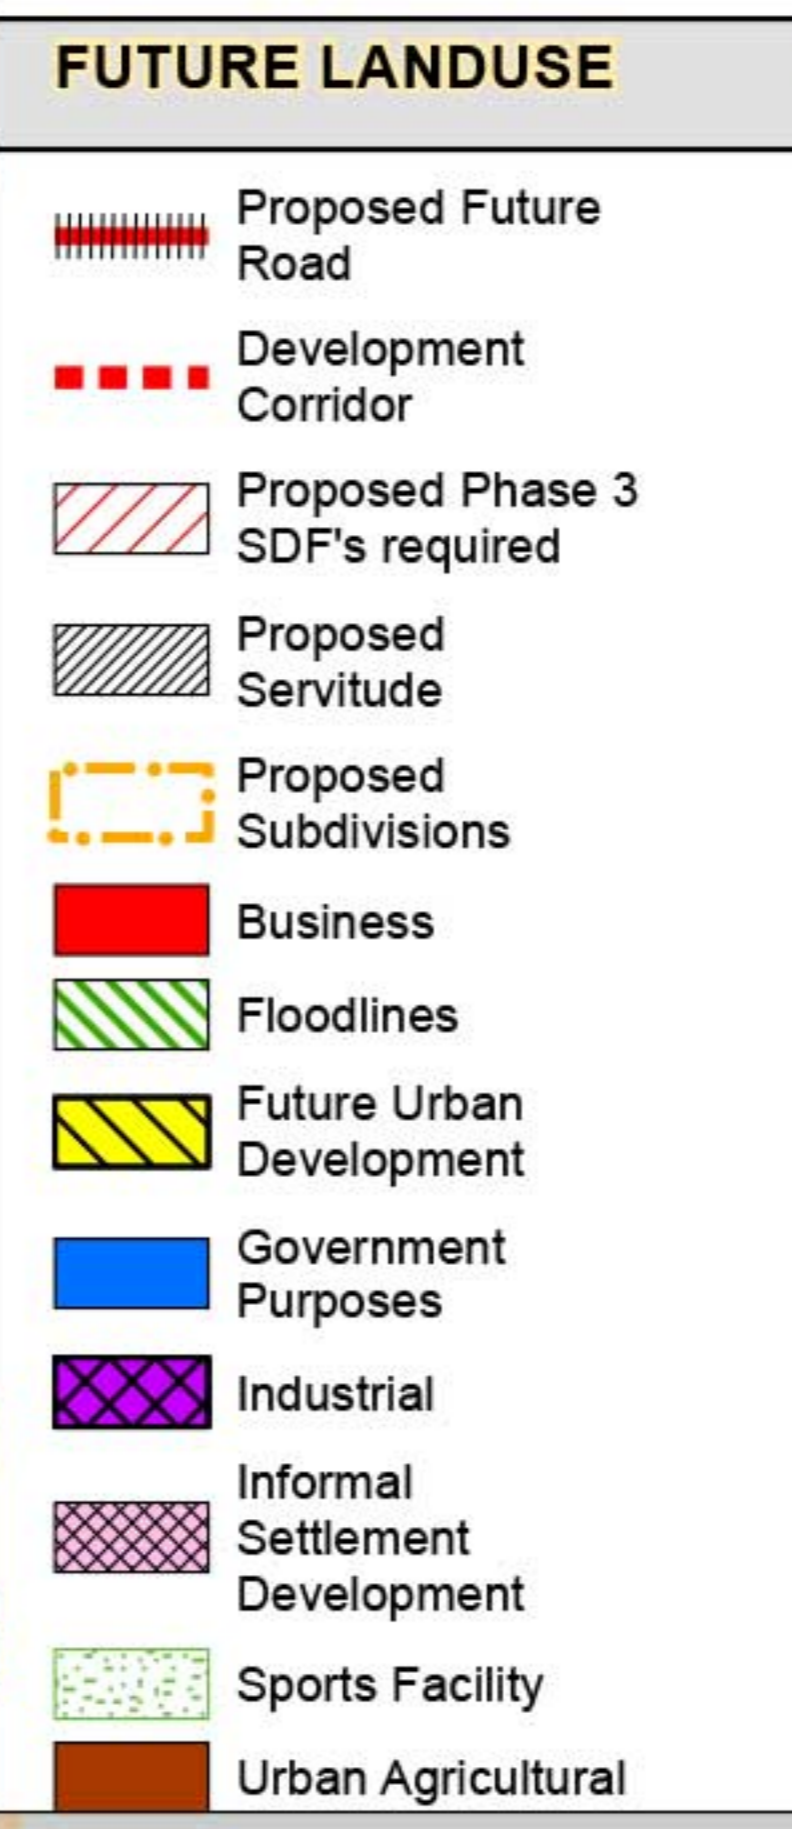 FUTURE LANDUSE
Proposed Future
Road
Development
Corridor
Proposed Phase 3
SDF's required
Proposed
Servitude
Proposed
Subdivisions
Business
Floodlines
Future Urban
Development
Government
Purposes
Industrial
Informal
Settlement
Development
Sports Facility
Urban Agricultural